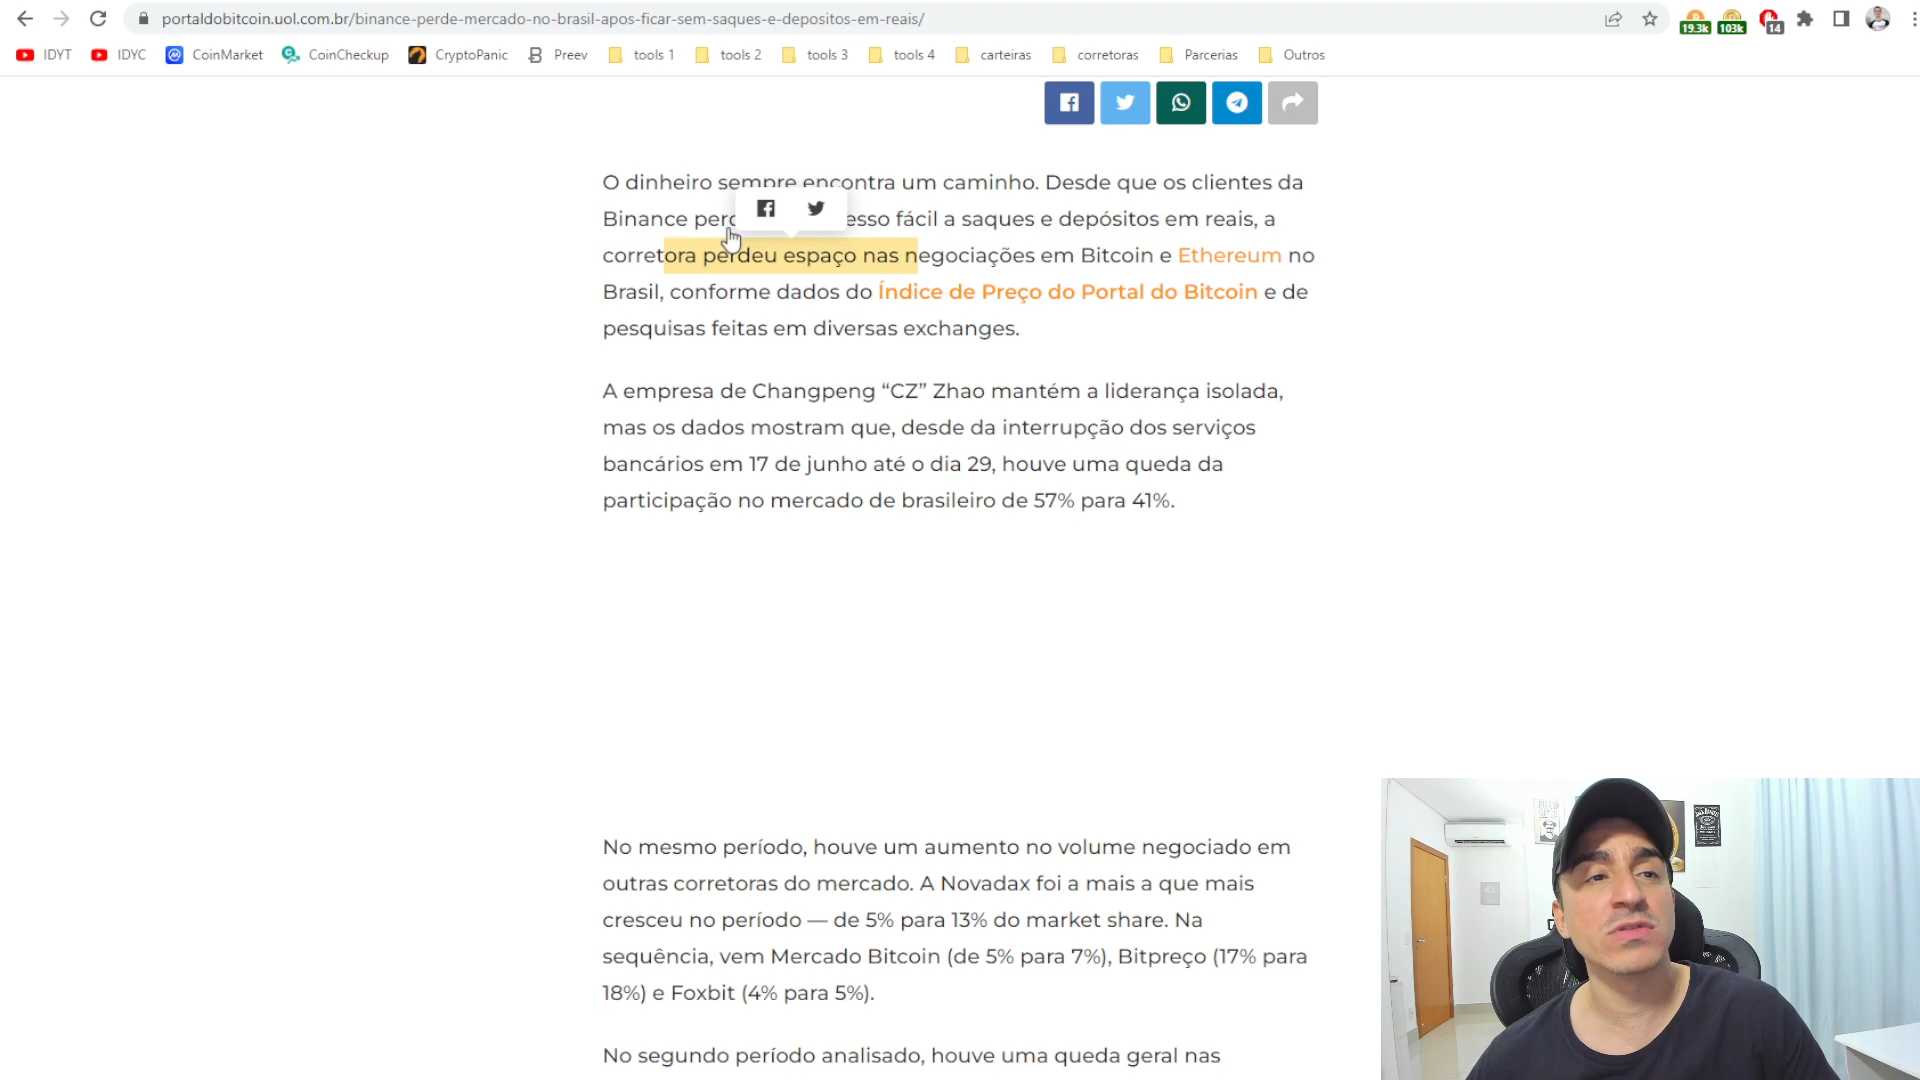 portaldobitcoin.uol.com.br/binance-perde-mercado-no-brasil-apos-ficar-sem-saques-e-depositos-em-reais/
19.3k 103k 14
IDYT IDYC CoinMarket CoinCheckup CryptoPanic Preev tools 1 tools 2 tools 3 tools 4 carteiras corretoras Parcerias Outros
O dinheiro sempre encontra um caminho. Desde que os clientes da
Binance esso fácil a saques e depósitos em reais, a
corretora perdeu espaço nas negociações em Bitcoin e Ethereum no
Brasil, conforme dados do Índice de Preço do Portal do Bitcoin e de
pesquisas feitas em diversas exchanges.
A empresa de Changpeng “CZ” Zhao mantém a liderança isolada,
mas os dados mostram que, desde da interrupção dos serviços
bancários em 17 de junho até o dia 29, houve uma queda da
participação no mercado de brasileiro de 57% para 41%.
No mesmo período, houve um aumento no volume negociado em
outras corretoras do mercado. A Novadax foi a mais a que mais
cresceu no período — de 5% para 13% do market share. Na
sequência, vem Mercado Bitcoin (de 5% para 7%), Bitpreço (17% para
18%) e Foxbit (4% para 5%).
No segundo período analisado, houve uma queda geral nas